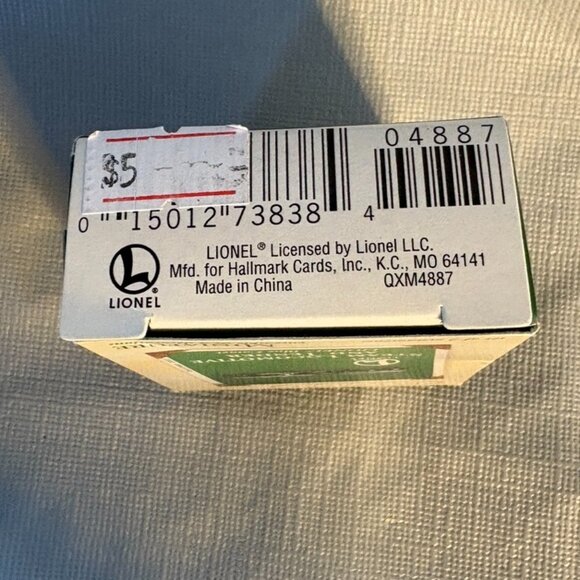 04887
$5
0 15012 73838 4
LIONEL® Licensed by Lionel LLC.
Mfd. for Hallmark Cards, Inc., K.C., MO 64141
Made in China QXM4887
L
LIONEL